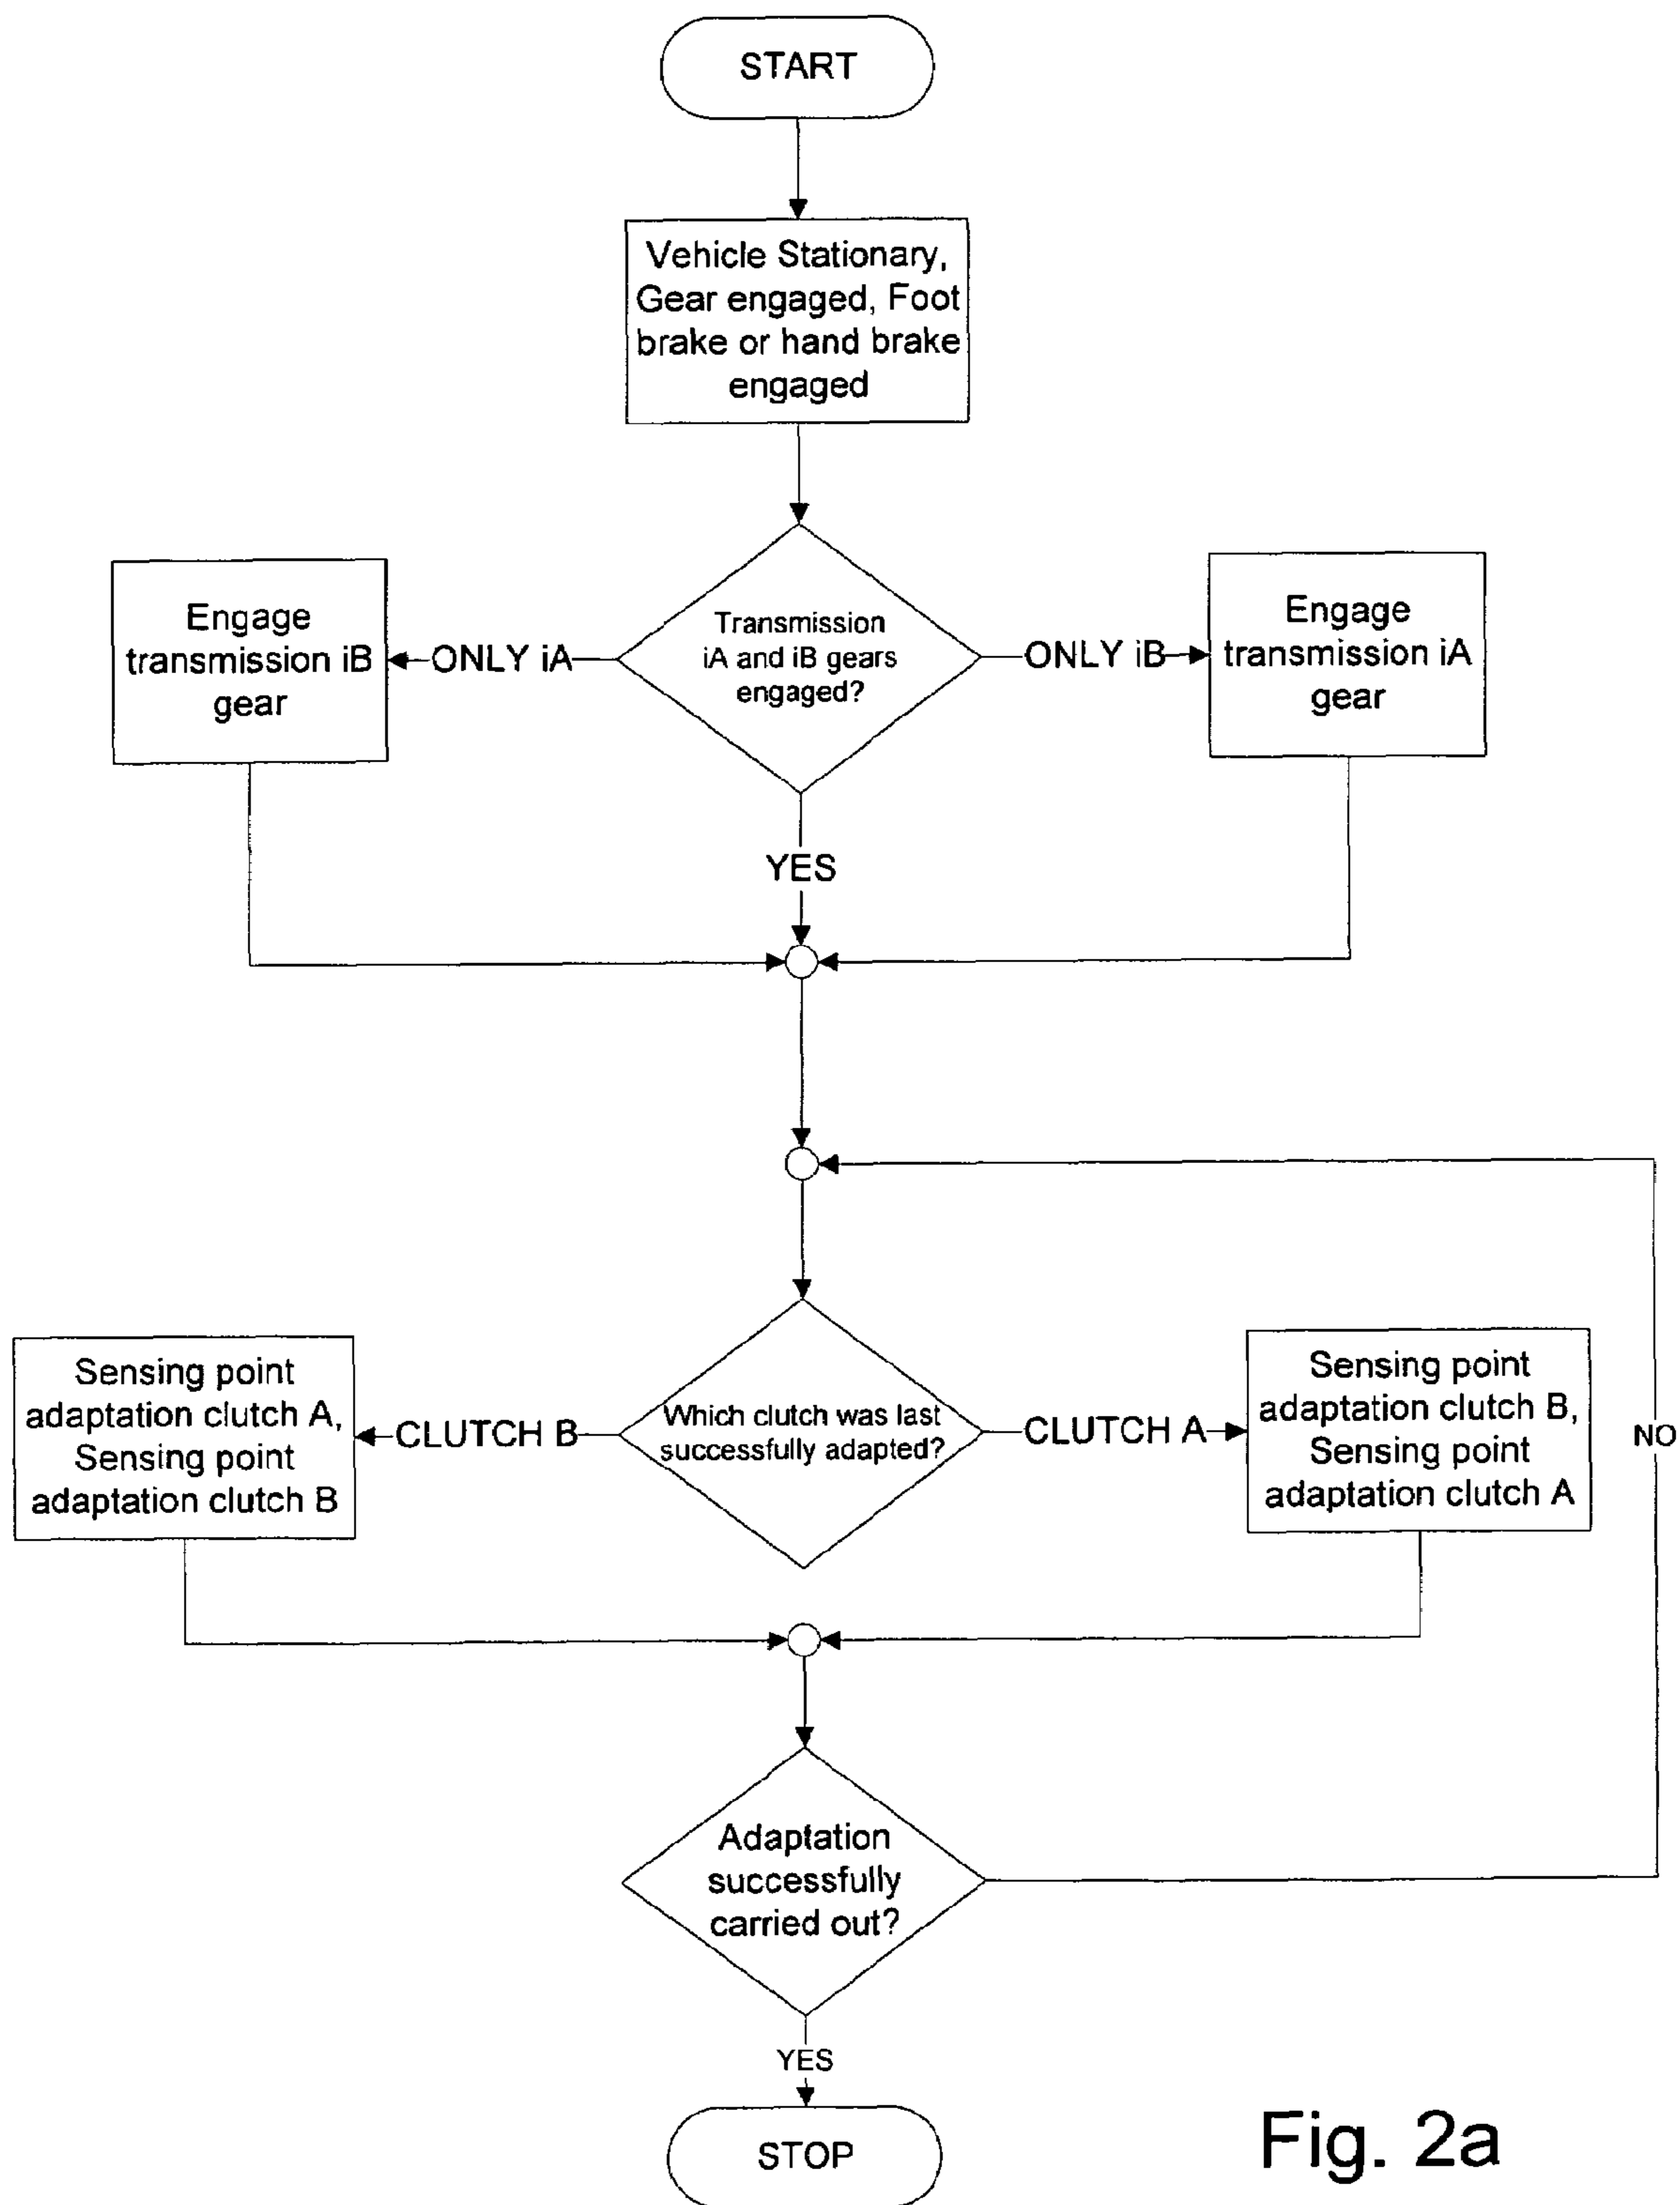 START
Vehicle Stationary,
Gear engaged, Foot
brake or hand brake
engaged
Engage
transmission iB
gear
ONLY iA
Transmission
iA and iB gears
engaged?
ONLY iB
Engage
transmission iA
gear
YES
Sensing point
adaptation clutch A,
Sensing point
adaptation clutch B
CLUTCH B
Which clutch was last
successfully adapted?
CLUTCH A
Sensing point
adaptation clutch B,
Sensing point
adaptation clutch A
NO
Adaptation
successfully
carried out?
YES
STOP
Fig. 2a